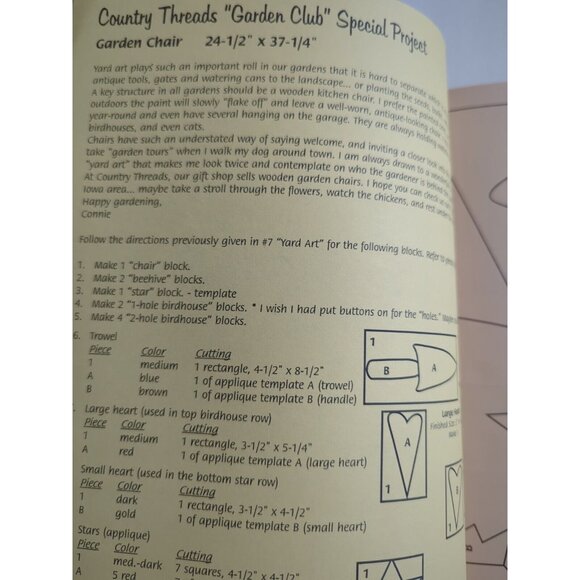 Country Threads "Garden Club" Special Project
Garden Chair 24-1/2" x 37-1/4"
Yard art plays such an important role in our gardens that it is hard to separate
antique tools, gates and watering cans to the landscape... or planting the seeds.
A key structure in all gardens should be a wooden kitchen chair. I prefer the painted
outdoors the paint will slowly "flake off" and leave a well-worn, antique-looking chair
year-round and even have several hanging on the garage. They are always holding
birdhouses, and even cats.
Chairs have such an understated way of saying welcome, and inviting a closer look
take "garden tours" when I walk my dog around town. I am always drawn to a
"yard art" that makes me look twice and contemplate on who the gardener is behind
At Country Threads, our gift shop sells wooden garden chairs. I hope you can check
Iowa area... maybe take a stroll through the flowers, watch the chickens, and rest
Happy gardening,
Connie
Follow the directions previously given in #7 "Yard Art" for the following blocks. Refer to
1. Make 1 "chair" block.
2. Make 2 "beehive" blocks.
3. Make 1 "star" block. - template
4. Make 2 "1-hole birdhouse" blocks. * I wish I had put buttons on for the "holes."
5. Make 4 "2-hole birdhouse" blocks.
6. Trowel
Piece Color Cutting
1 medium 1 rectangle, 4-1/2" x 8-1/2"
A blue 1 of applique template A (trowel)
B brown 1 of applique template B (handle)
1
B A
Large heart (used in top birdhouse row)
Piece Color Cutting
1 medium 1 rectangle, 3-1/2" x 5-1/4"
A red 1 of applique template A (large heart)
A
1
Large
Finished Size
Small heart (used in the bottom star row)
Piece Color Cutting
1 dark 1 rectangle, 3-1/2" x 4-1/2"
B gold 1 of applique template B (small heart)
B
1
Stars (applique)
Piece Color Cutting
1 med.-dark 7 squares, 4-1/2" x 4-1/2"
A 5 red
1